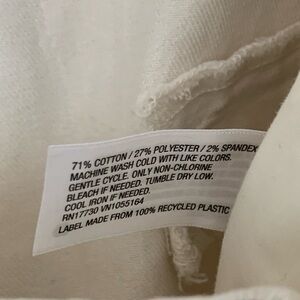 71% COTTON / 27% POLYESTER / 2% SPANDEX
MACHINE WASH COLD WITH LIKE COLORS.
GENTLE CYCLE. ONLY NON-CHLORINE
BLEACH IF NEEDED. TUMBLE DRY LOW.
COOL IRON IF NEEDED.
RN17730 VN1055164
LABEL MADE FROM 100% RECYCLED PLASTIC